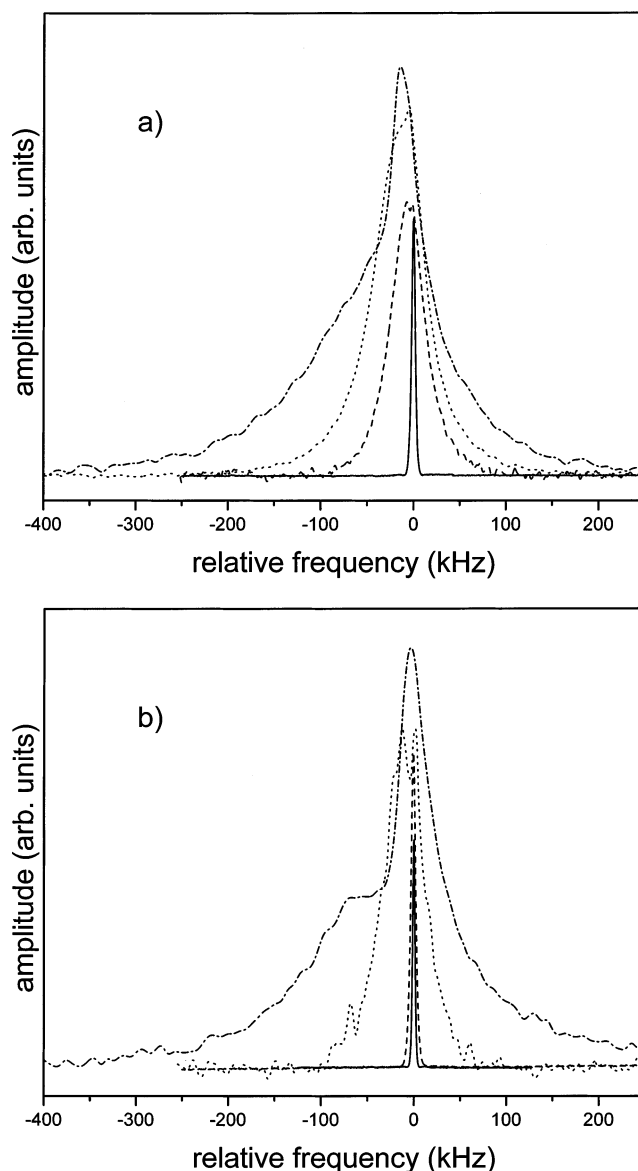 a)
amplitude (arb. units)
-400 -300 -200 -100 0 100 200
relative frequency (kHz)
b)
amplitude (arb. units)
-400 -300 -200 -100 0 100 200
relative frequency (kHz)